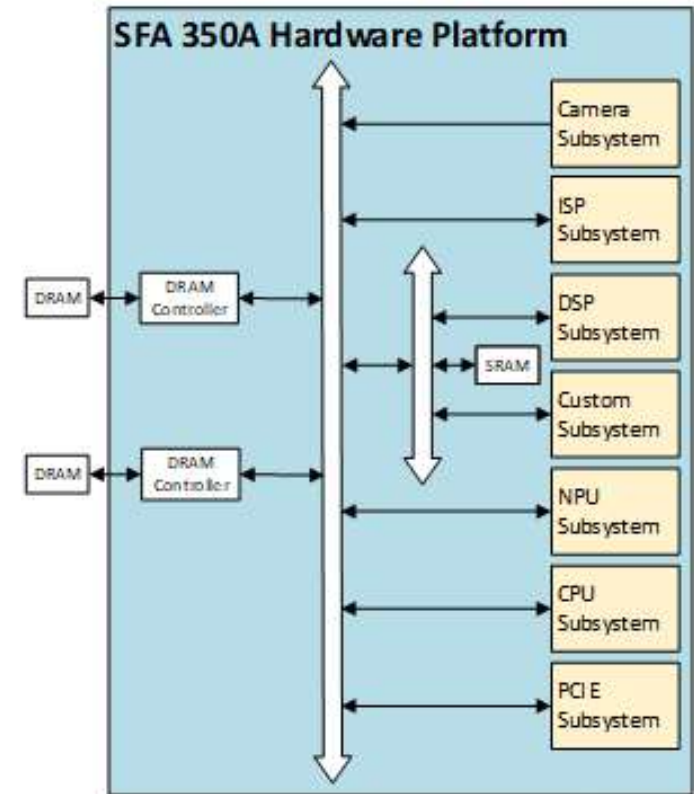 SFA 350A Hardware Platform
Camera
Subsystem
ISP
Subsystem
DRAM
DRAM
Controller
DSP
Subsystem
SRAM
Custom
Subsystem
DRAM
DRAM
Controller
NPU
Subsystem
CPU
Subsystem
PCIE
Subsystem